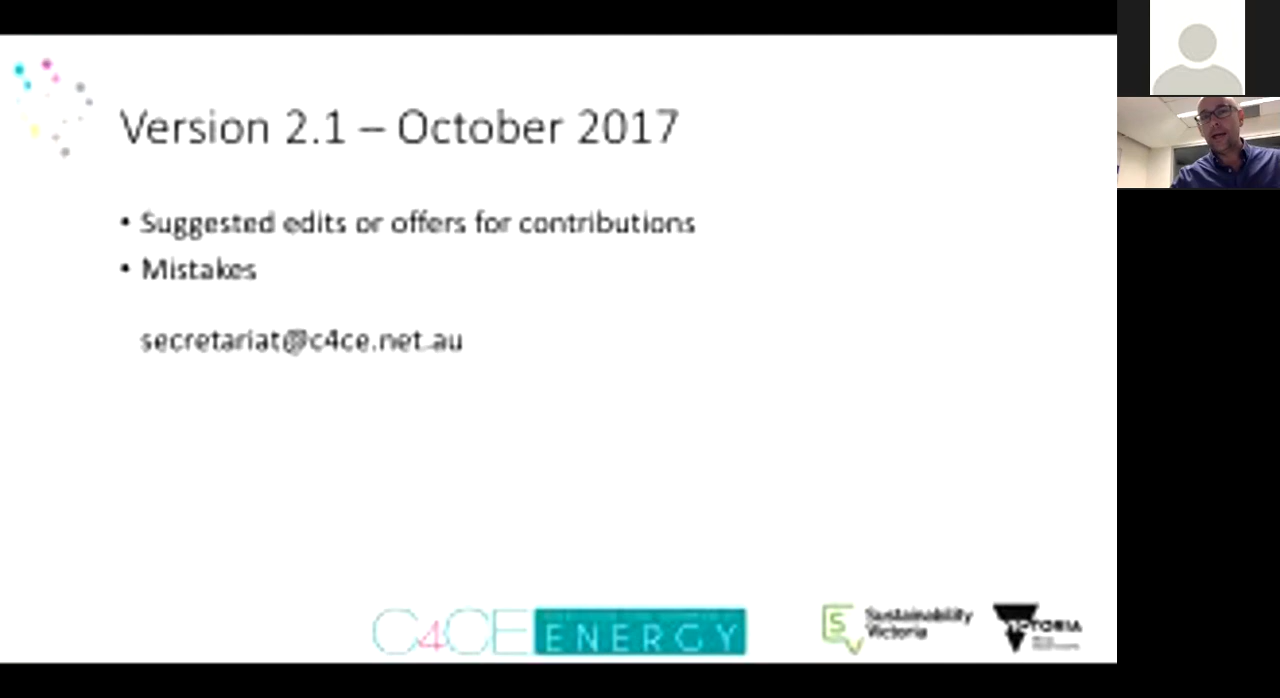 Version 2.1 – October 2017
• Suggested edits or offers for contributions
• Mistakes
secretariat@c4ce.net.au
C4CE ENERGY
S Sustainability
Victoria
VICTORIA